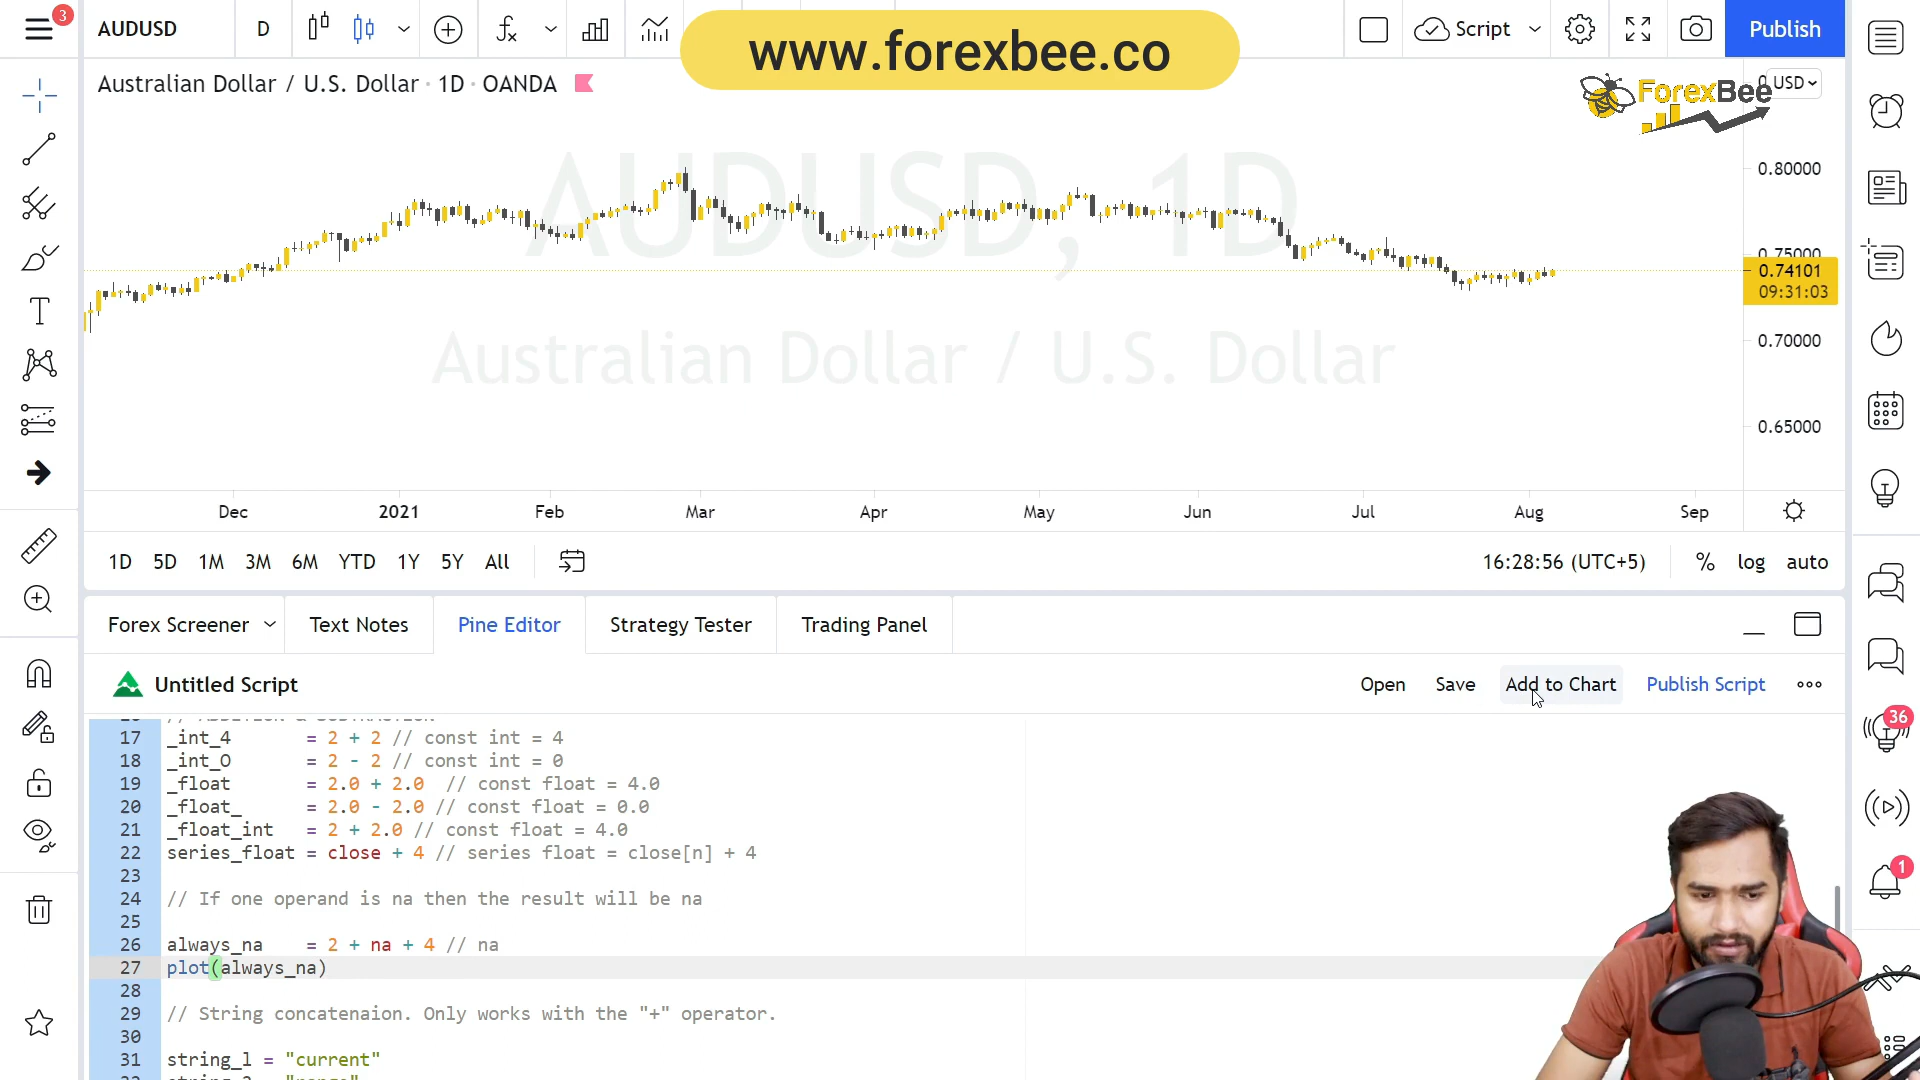 3
AUDUSD
D
www.forexbee.co
Script
Publish
Australian Dollar / U.S. Dollar · 1D · OANDA
ForexBee
USD
AUDUSD, 1D
Australian Dollar / U.S. Dollar
0.80000
0.75000
0.74101
09:31:03
0.70000
0.65000
Dec 2021 Feb Mar Apr May Jun Jul Aug Sep
1D 5D 1M 3M 6M YTD 1Y 5Y All
16:28:56 (UTC+5)
% log auto
Forex Screener Text Notes Pine Editor Strategy Tester Trading Panel
Untitled Script
Open Save Add to Chart Publish Script
36
1
17 _int_4 = 2 + 2 // const int = 4
18 _int_O = 2 - 2 // const int = 0
19 _float = 2.0 + 2.0 // const float = 4.0
20 _float_ = 2.0 - 2.0 // const float = 0.0
21 _float_int = 2 + 2.0 // const float = 4.0
22 series_float = close + 4 // series float = close[n] + 4
23
24 // If one operand is na then the result will be na
25
26 always_na = 2 + na + 4 // na
27 plot(always_na)
28
29 // String concatenaion. Only works with the "+" operator.
30
31 string_1 = "current"